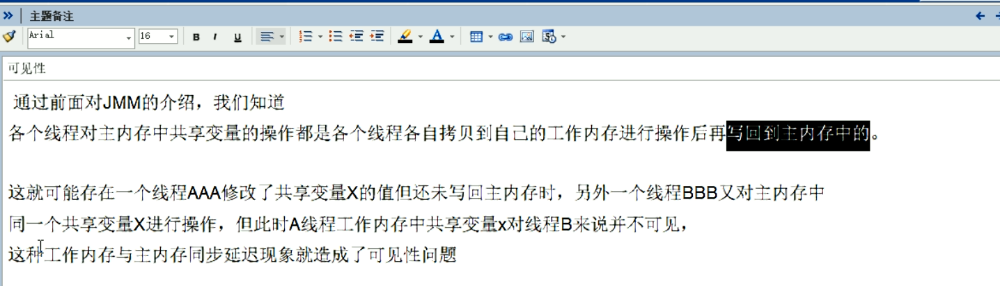 主题备注
Arial
16
B I U
A
可见性
通过前面对JMM的介绍，我们知道
各个线程对主内存中共享变量的操作都是各个线程各自拷贝到自己的工作内存进行操作后再写回到主内存中的。
这就可能存在一个线程AAA修改了共享变量X的值但还未写回主内存时，另外一个线程BBB又对主内存中
同一个共享变量X进行操作，但此时A线程工作内存中共享变量x对线程B来说并不可见，
这种工作内存与主内存同步延迟现象就造成了可见性问题